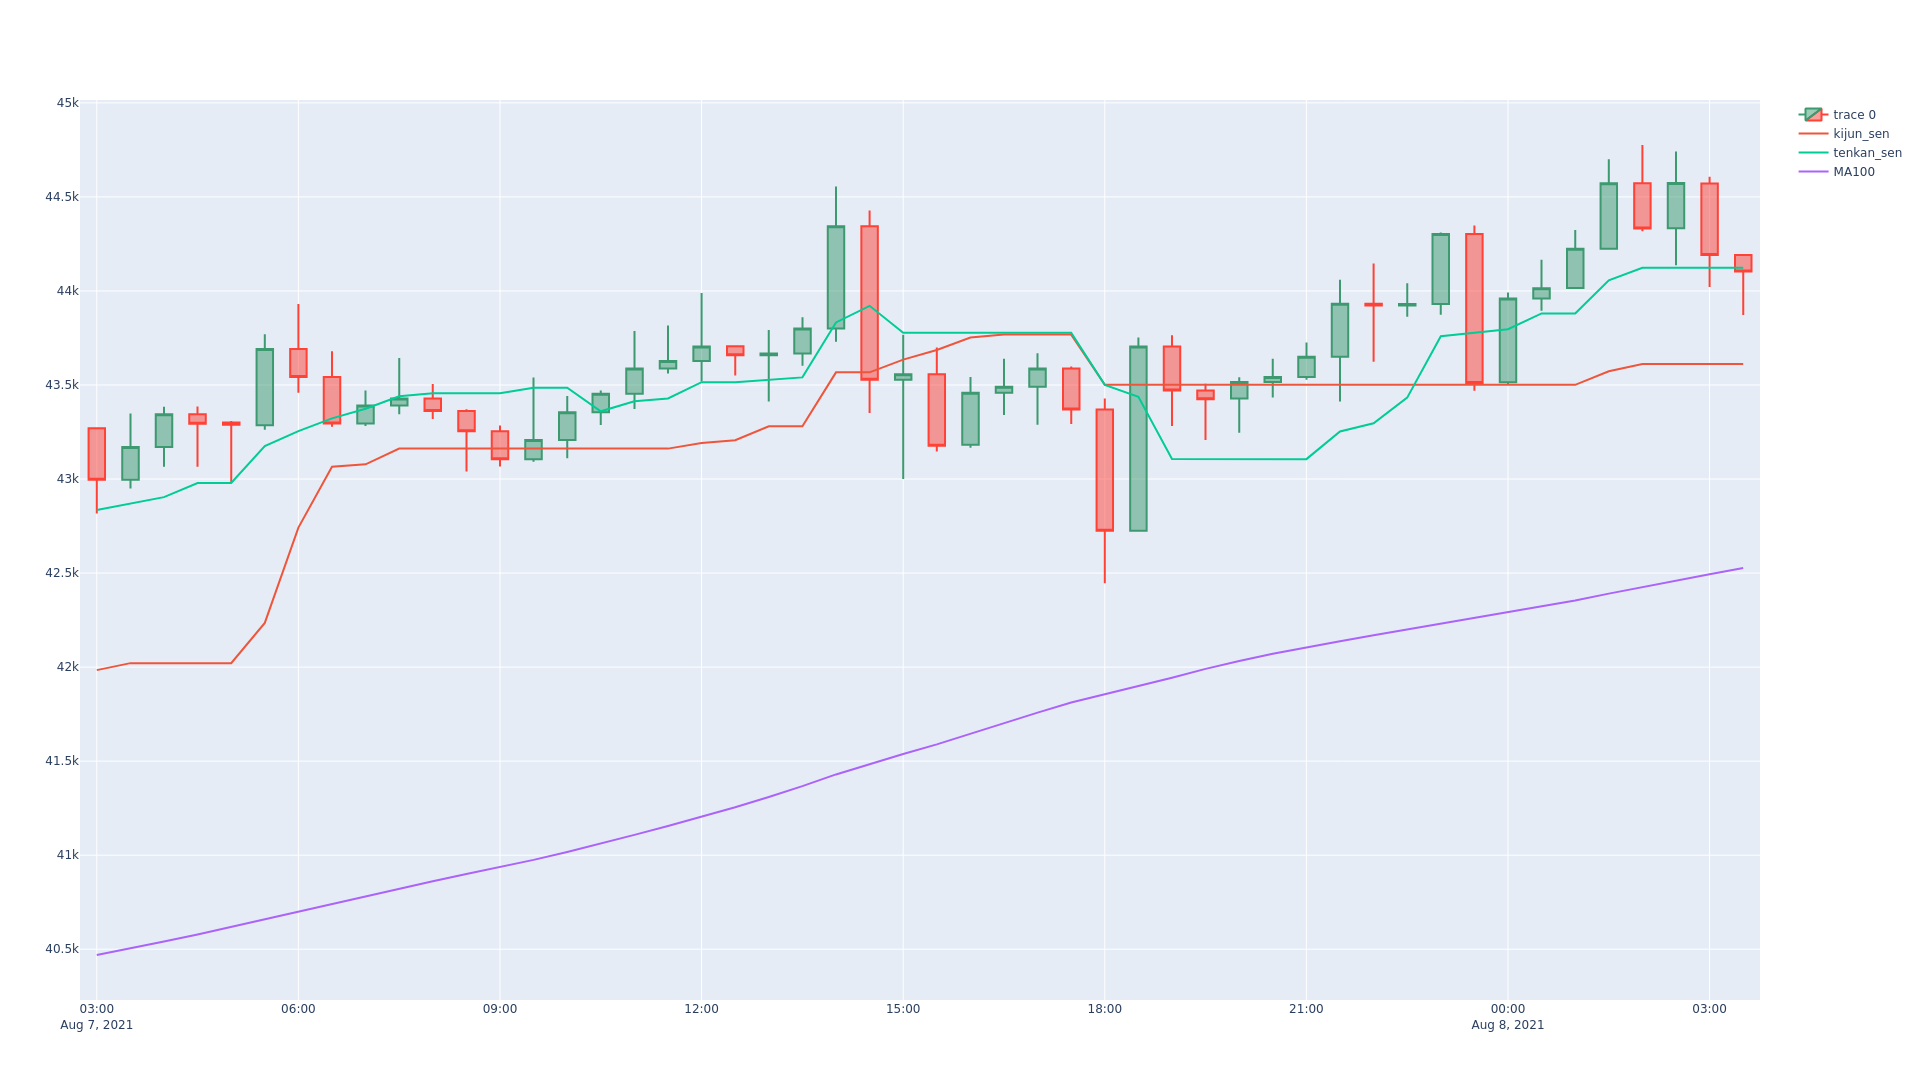 45k
44.5k
44k
43.5k
43k
42.5k
42k
41.5k
41k
40.5k
03:00 06:00 09:00 12:00 15:00 18:00 21:00 00:00 03:00
Aug 7, 2021 Aug 8, 2021
trace 0
kijun_sen
tenkan_sen
MA100